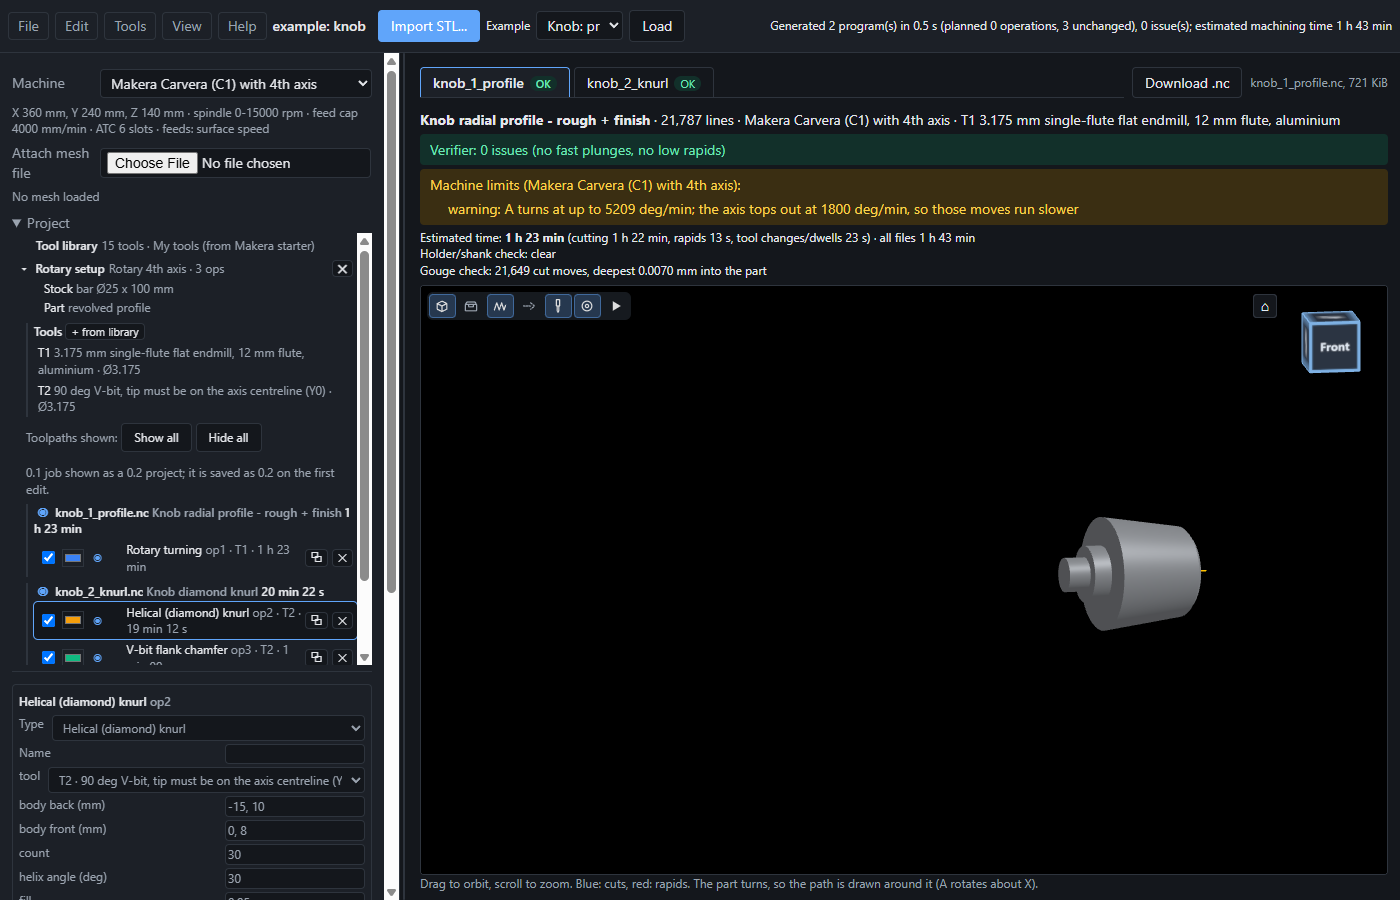 File Edit Tools View Help example: knob Import STL... Example Knob: pr Load Generated 2 program(s) in 0.5 s (planned 0 operations, 3 unchanged), 0 issue(s); estimated machining time 1 h 43 min
Machine Makera Carvera (C1) with 4th axis
X 360 mm, Y 240 mm, Z 140 mm · spindle 0-15000 rpm · feed cap
4000 mm/min · ATC 6 slots · feeds: surface speed
Attach mesh
file
Choose File No file chosen
No mesh loaded
Project
Tool library 15 tools · My tools (from Makera starter)
Rotary setup Rotary 4th axis · 3 ops
Stock bar Ø25 x 100 mm
Part revolved profile
Tools + from library
T1 3.175 mm single-flute flat endmill, 12 mm flute,
aluminium · Ø3.175
T2 90 deg V-bit, tip must be on the axis centreline (Y0) ·
Ø3.175
Toolpaths shown: Show all Hide all
0.1 job shown as a 0.2 project; it is saved as 0.2 on the first
edit.
knob_1_profile.nc Knob radial profile - rough + finish 1
h 23 min
Rotary turning op1 · T1 · 1 h 23
min
knob_2_knurl.nc Knob diamond knurl 20 min 22 s
Helical (diamond) knurl op2 · T2 ·
19 min 12 s
V-bit flank chamfer op3 · T2 · 1
Helical (diamond) knurl op2
Type Helical (diamond) knurl
Name
tool T2 · 90 deg V-bit, tip must be on the axis centreline (Y
body back (mm) -15, 10
body front (mm) 0, 8
count 30
helix angle (deg) 30
knob_1_profile OK knob_2_knurl OK Download .nc knob_1_profile.nc, 721 KiB
Knob radial profile - rough + finish · 21,787 lines · Makera Carvera (C1) with 4th axis · T1 3.175 mm single-flute flat endmill, 12 mm flute, aluminium
Verifier: 0 issues (no fast plunges, no low rapids)
Machine limits (Makera Carvera (C1) with 4th axis):
warning: A turns at up to 5209 deg/min; the axis tops out at 1800 deg/min, so those moves run slower
Estimated time: 1 h 23 min (cutting 1 h 22 min, rapids 13 s, tool changes/dwells 23 s) · all files 1 h 43 min
Holder/shank check: clear
Gouge check: 21,649 cut moves, deepest 0.0070 mm into the part
Front
Drag to orbit, scroll to zoom. Blue: cuts, red: rapids. The part turns, so the path is drawn around it (A rotates about X).